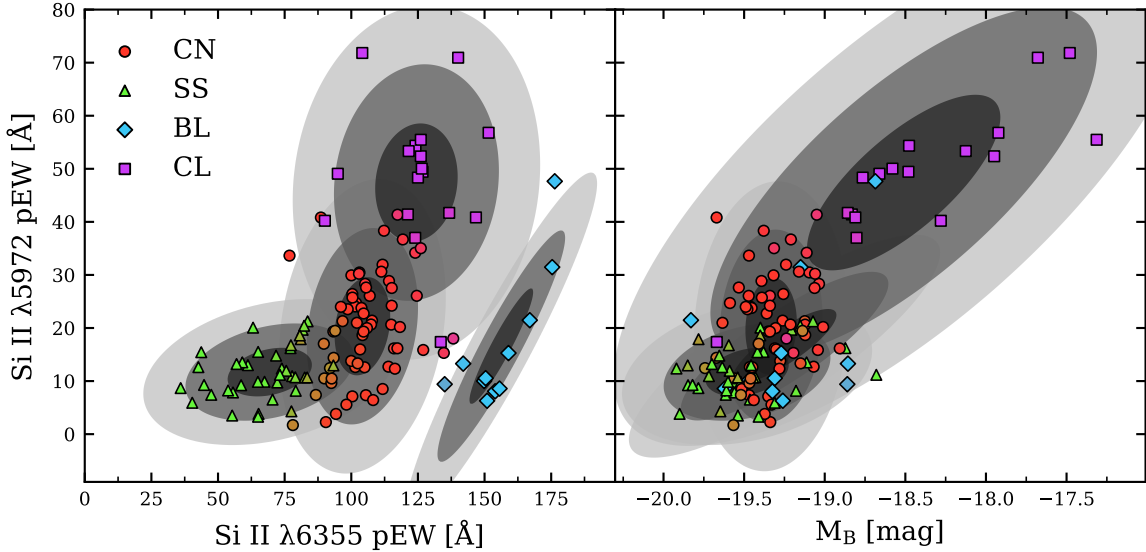 80
70
60
50
40
30
20
10
0
Si II λ5972 pEW [Å]
CN
SS
BL
CL
0 25 50 75 100 125 150 175
−20.0 −19.5 −19.0 −18.5 −18.0 −17.5
Si II λ6355 pEW [Å]
M_B [mag]